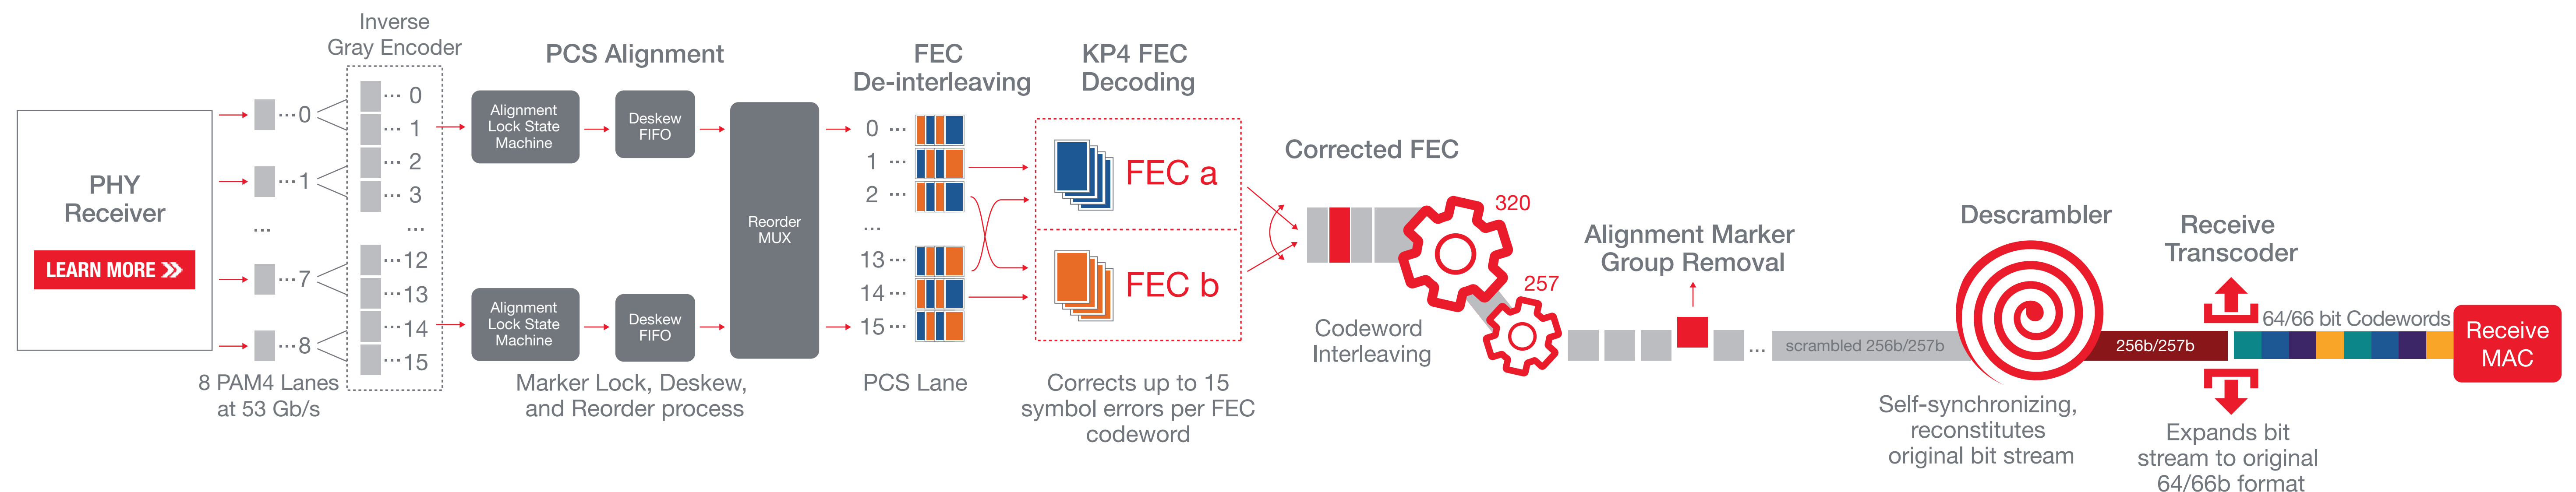 PHY
Receiver
LEARN MORE
...0
...1
...
...7
...8
8 PAM4 Lanes
at 53 Gb/s
Inverse
Gray Encoder
... 0
... 1
... 2
... 3
...
...12
...13
...14
...15
PCS Alignment
Alignment
Lock State
Machine
Deskew
FIFO
Alignment
Lock State
Machine
Deskew
FIFO
Reorder
MUX
Marker Lock, Deskew,
and Reorder process
FEC
De-interleaving
0 ...
1 ...
2 ...
...
13 ...
14 ...
15 ...
PCS Lane
KP4 FEC
Decoding
FEC a
FEC b
Corrects up to 15
symbol errors per FEC
codeword
Corrected FEC
320
257
Codeword
Interleaving
Alignment Marker
Group Removal
...
scrambled 256b/257b
Descrambler
Self-synchronizing,
reconstitutes
original bit stream
256b/257b
Receive
Transcoder
Expands bit
stream to original
64/66b format
64/66 bit Codewords
Receive
MAC